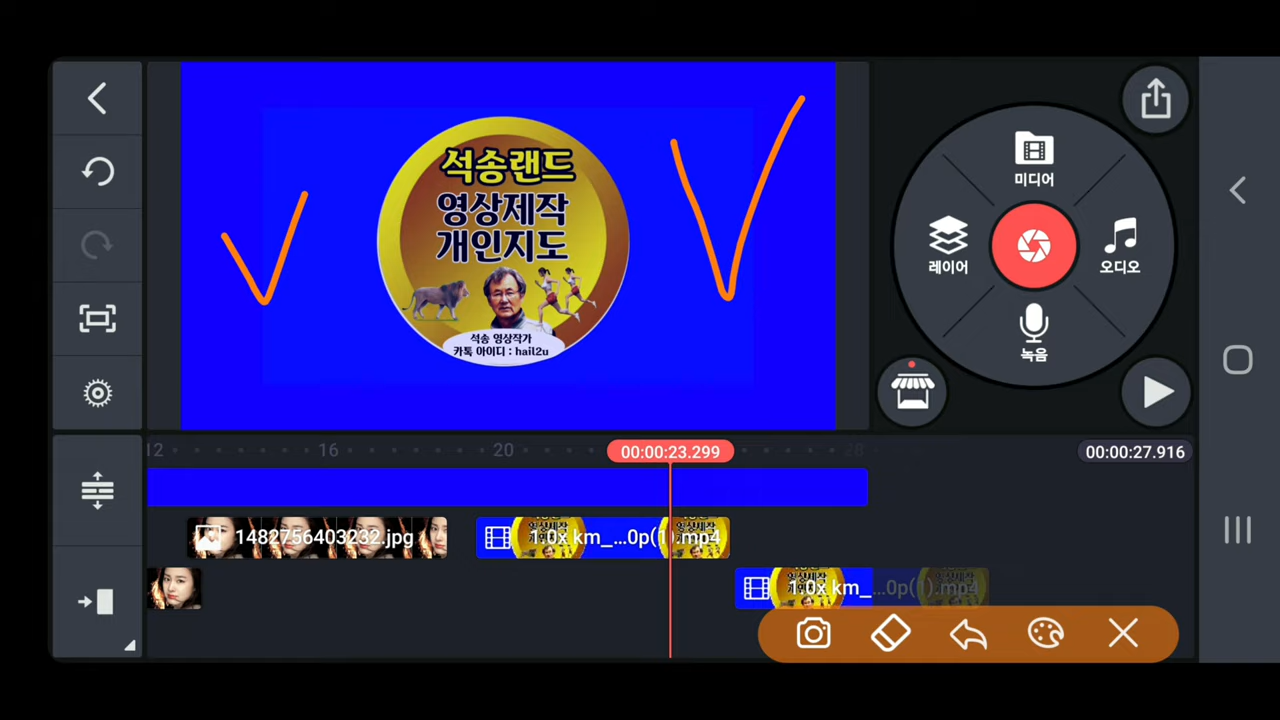 석송랜드
영상제작
개인지도
석송 영상작가
카톡 아이디 : hail2u
미디어
레이어
오디오
녹음
12
16
20
00:00:23.299
28
00:00:27.916
1482756403232.jpg
1.0x km_...0p(1).mp4
1.0x km_...0p(1).mp4